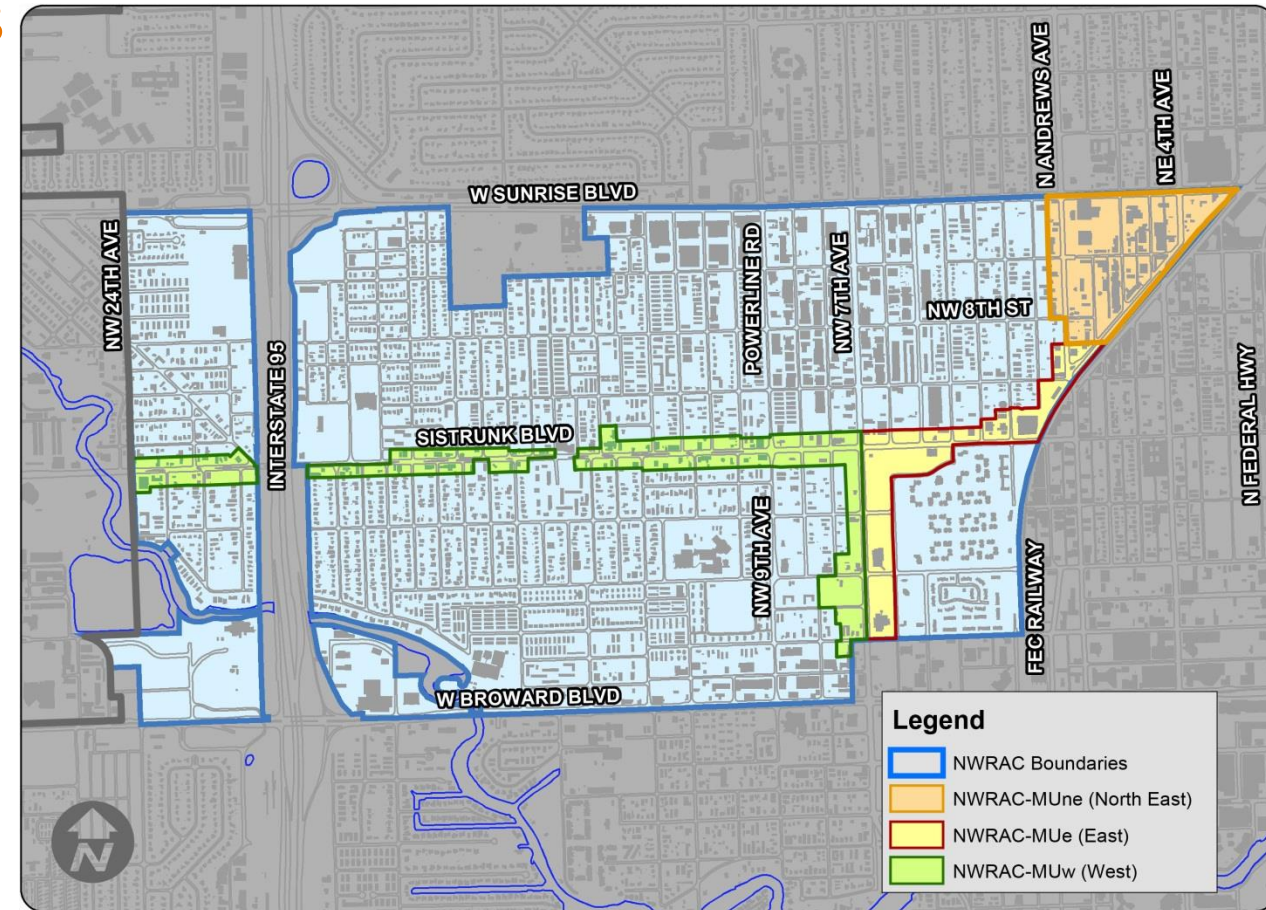 N ANDREWS AVE
NE 4TH AVE
W SUNRISE BLVD
NW 24TH AVE
INTERSTATE 95
POWERLINE RD
NW 7TH AVE
NW 8TH ST
N FEDERAL HWY
SISTRUNK BLVD
NW 9TH AVE
FEC RAILWAY
W BROWARD BLVD
Legend
NWRAC Boundaries
NWRAC-MUne (North East)
NWRAC-MUe (East)
NWRAC-MUw (West)
N